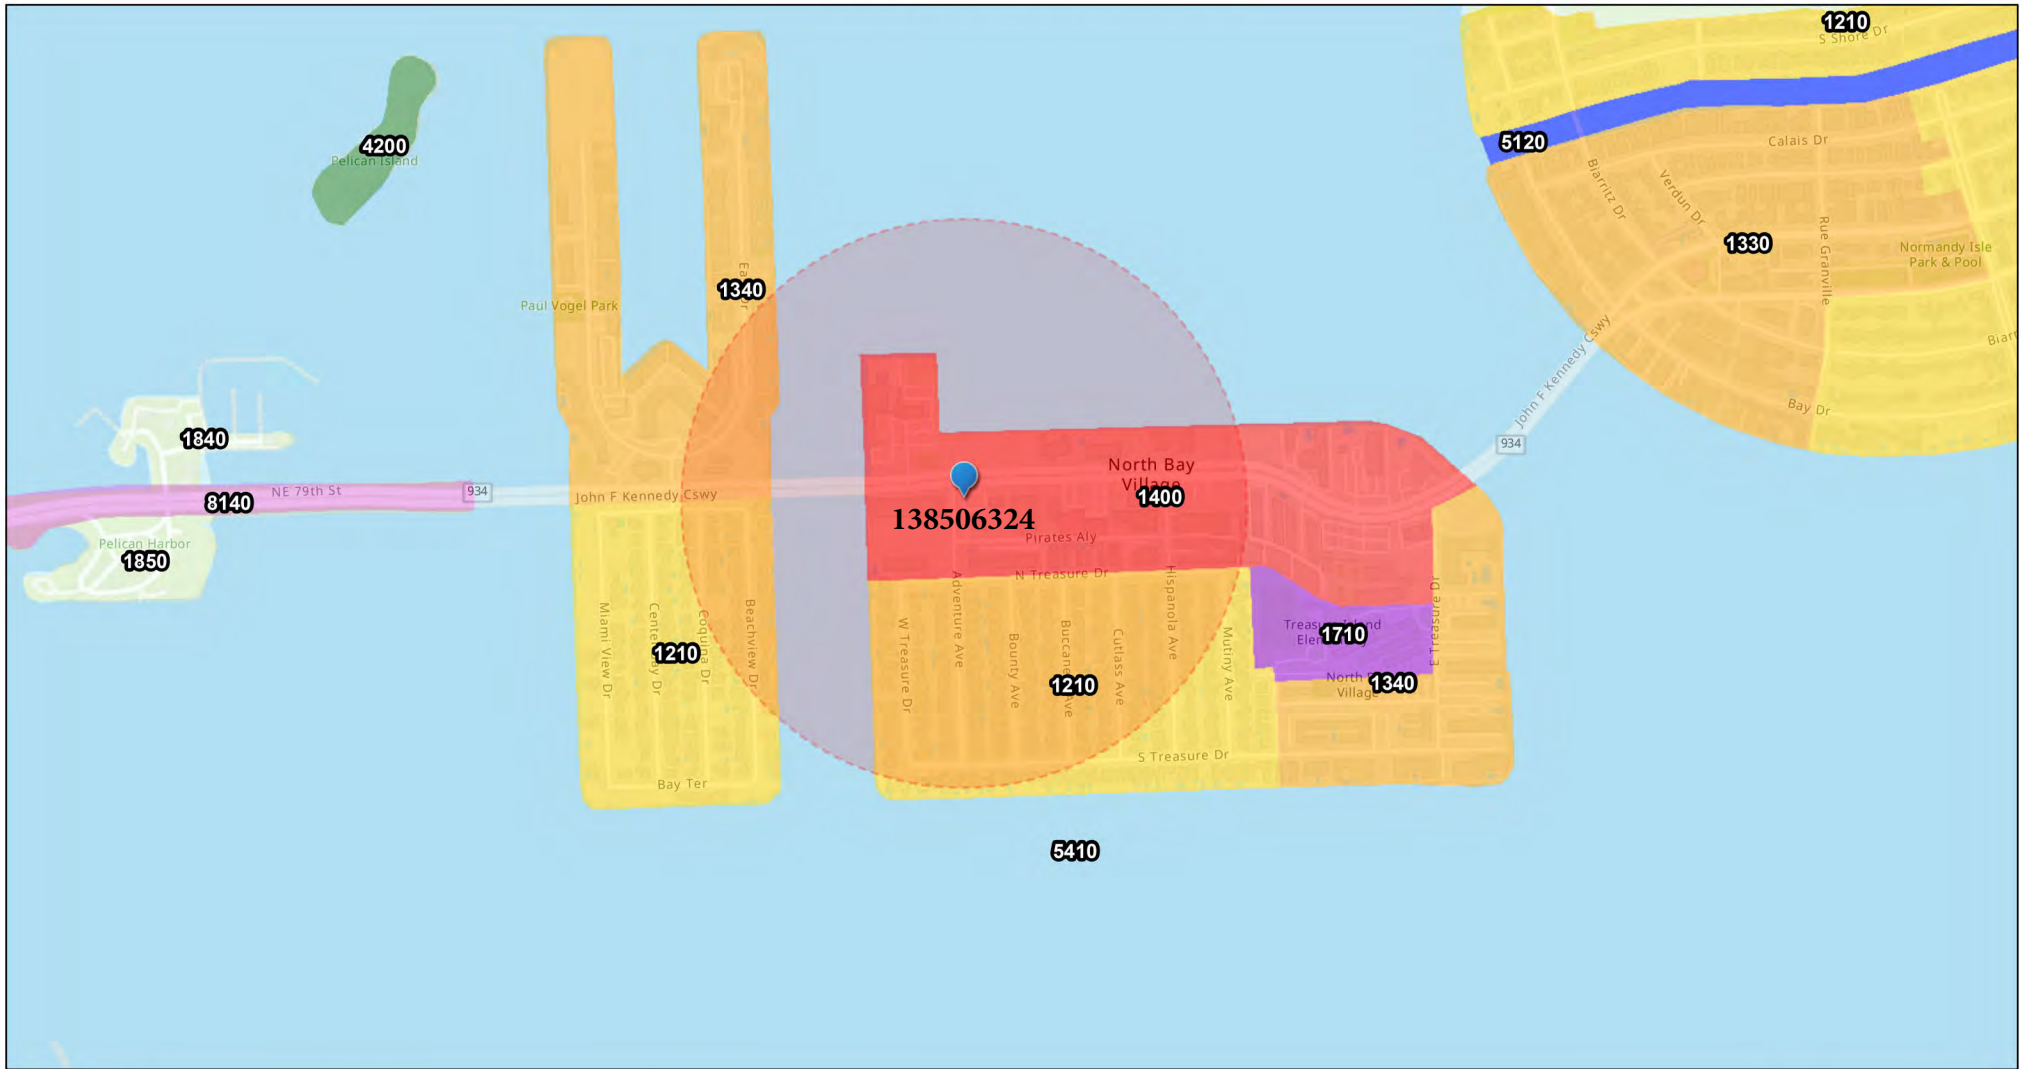 1210
S Shore Dr
5120
Calais Dr
4200
Pelican Island
Biarritz Dr
Verdun Dr
1330
Rue Granville
Normandy Isle
Park & Pool
1340
Paul Vogel Park
John F Kennedy Cswy
Bay Dr
1840
934
North Bay
Village
NE 79th St
934
8140
John F Kennedy Cswy
1400
138506324
Pirates Aly
Pelican Harbor
1850
N Treasure Dr
Adventure Ave
Hispanola Ave
E Treasure Dr
Miami View Dr
Coquina Dr
Beachview Dr
1210
W Treasure Dr
Bounty Ave
Cutlass Ave
Mutiny Ave
1710
1210
1340
Village
S Treasure Dr
Bay Ter
5410